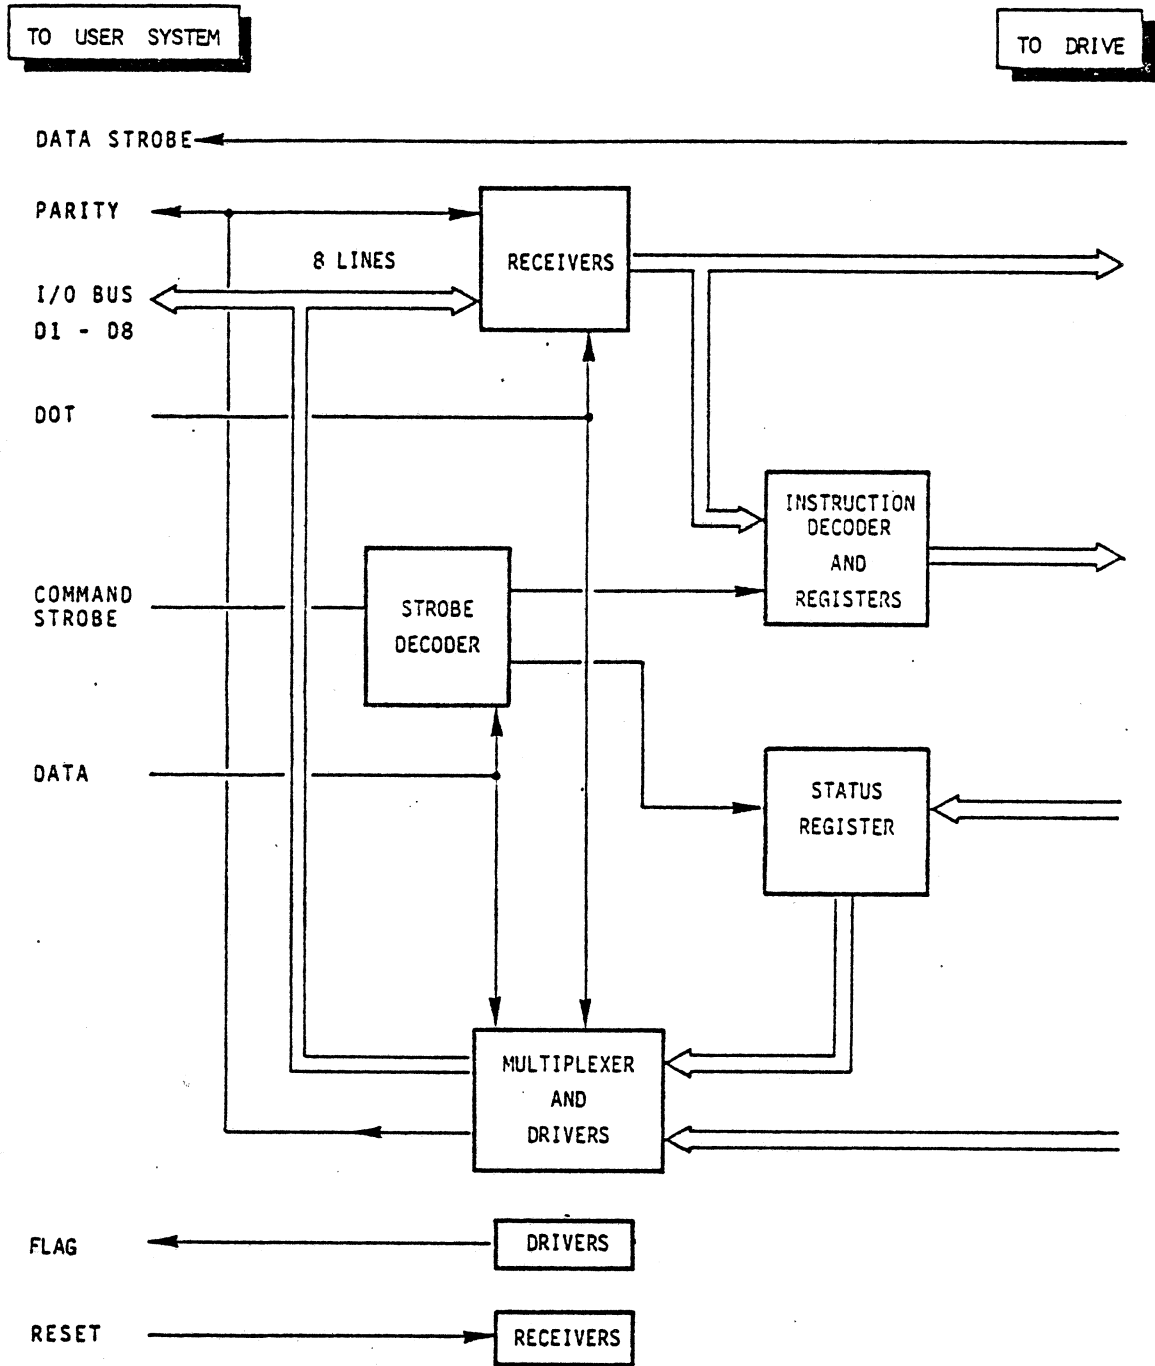 TO USER SYSTEM
TO DRIVE
DATA STROBE
PARITY
8 LINES
I/O BUS
D1 - D8
RECEIVERS
DOT
INSTRUCTION
DECODER
AND
REGISTERS
COMMAND
STROBE
STROBE
DECODER
DATA
STATUS
REGISTER
MULTIPLEXER
AND
DRIVERS
FLAG
DRIVERS
RESET
RECEIVERS